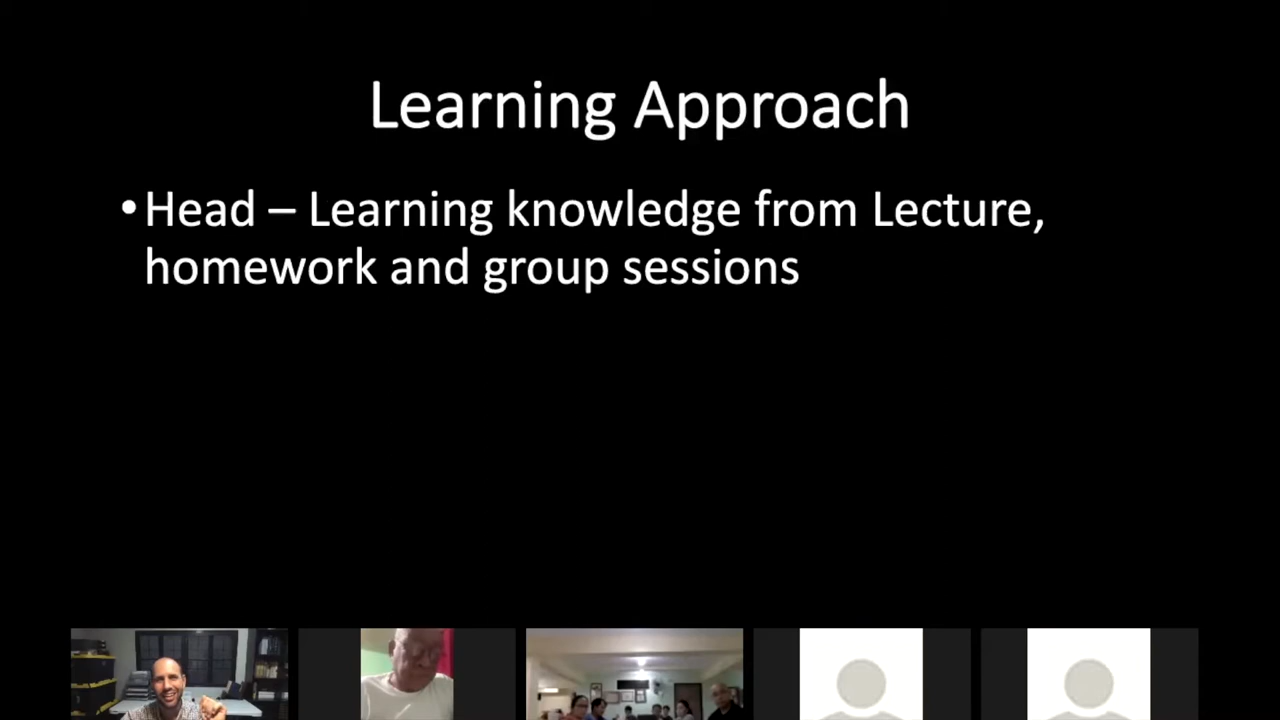 Learning Approach
•Head – Learning knowledge from Lecture,
homework and group sessions